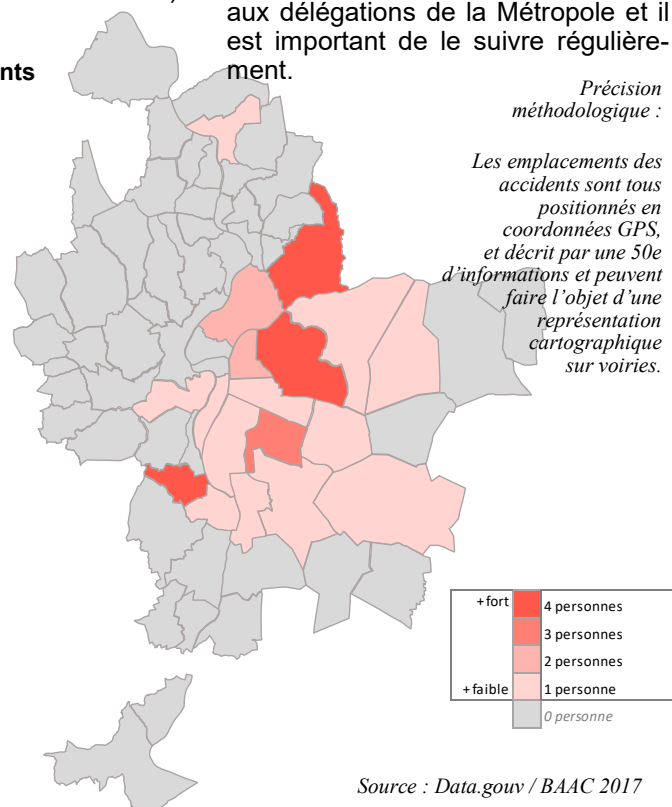 aux délégations de la Métropole et il
est important de le suivre régulière-
ment.
nts
Précision
méthodologique :
Les emplacements des
accidents sont tous
positionnés en
coordonnées GPS,
et décrit par une 50e
d'informations et peuvent
faire l'objet d'une
représentation
cartographique
sur voiries.
+fort 4 personnes
3 personnes
2 personnes
+faible 1 personne
0 personne
Source : Data.gouv / BAAC 2017